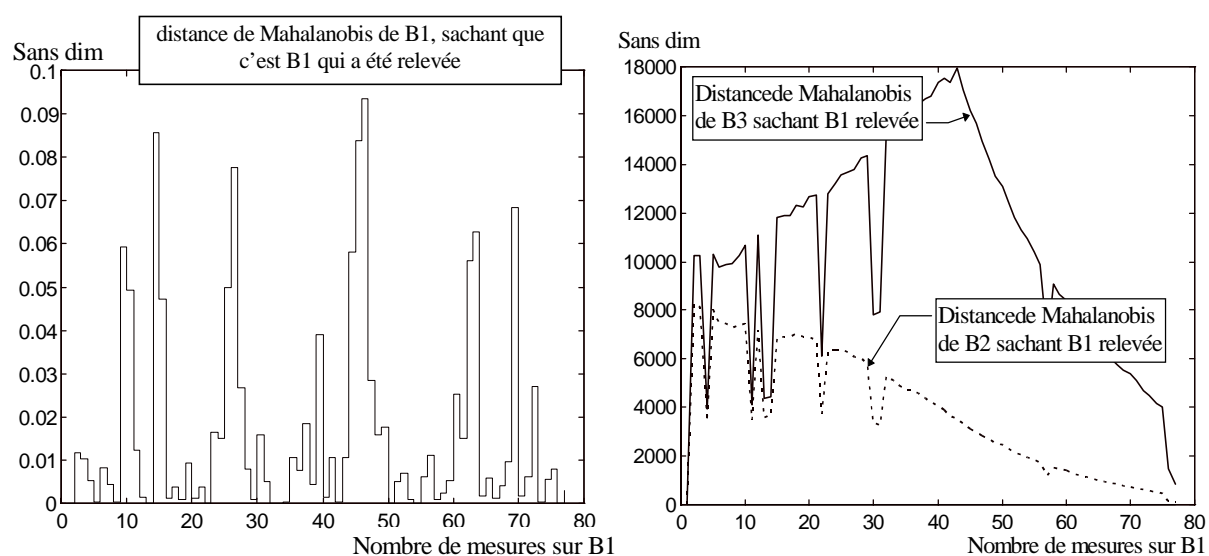 distance de Mahalanobis de B1, sachant que
c'est B1 qui a été relevée
Sans dim
0.1
0.09
0.08
0.07
0.06
0.05
0.04
0.03
0.02
0.01
0
0 10 20 30 40 50 60 70 80
Nombre de mesures sur B1
Sans dim
18000
16000
14000
12000
10000
8000
6000
4000
2000
0
Distancede Mahalanobis
de B3 sachant B1 relevée
Distancede Mahalanobis
de B2 sachant B1 relevée
0 10 20 30 40 50 60 70 80
Nombre de mesures sur B1